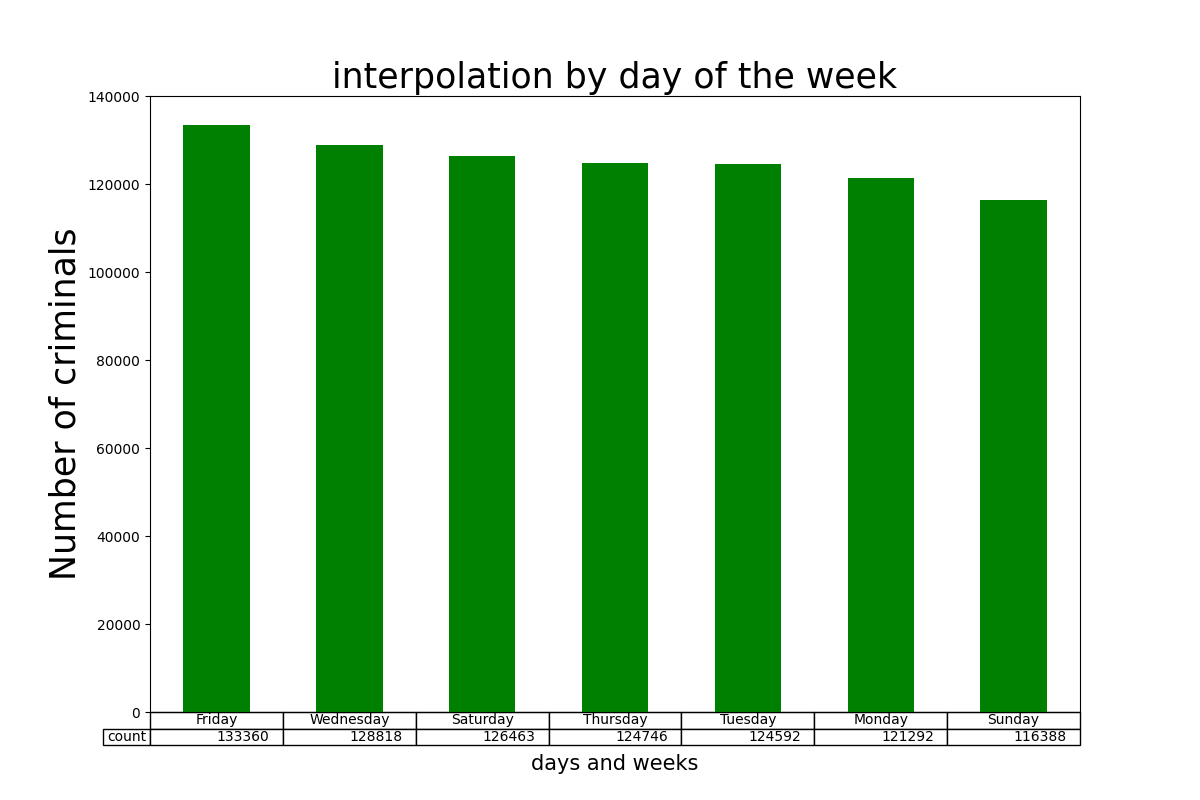 interpolation by day of the week
Number of criminals
140000
120000
100000
80000
60000
40000
20000
0
Friday Wednesday Saturday Thursday Tuesday Monday Sunday
count 133360 128818 126463 124746 124592 121292 116388
days and weeks